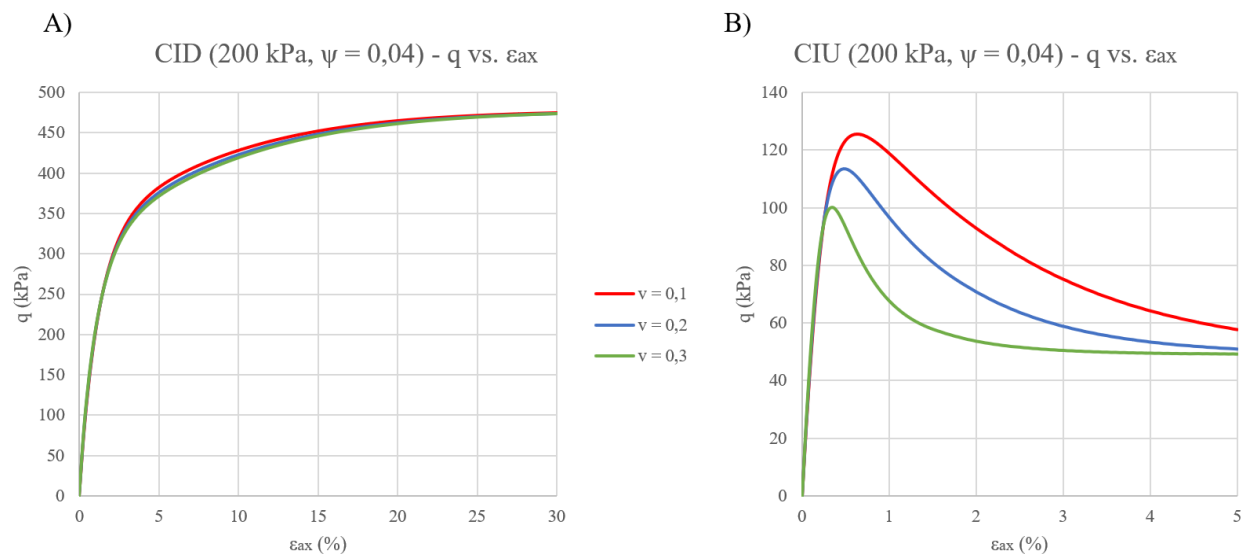 A)
CID (200 kPa, ψ = 0,04) - q vs. εax
q (kPa)
500
450
400
350
300
250
200
150
100
50
0
0 5 10 15 20 25 30
εax (%)
v = 0,1
v = 0,2
v = 0,3
B)
CIU (200 kPa, ψ = 0,04) - q vs. εax
q (kPa)
140
120
100
80
60
40
20
0
0 1 2 3 4 5
εax (%)